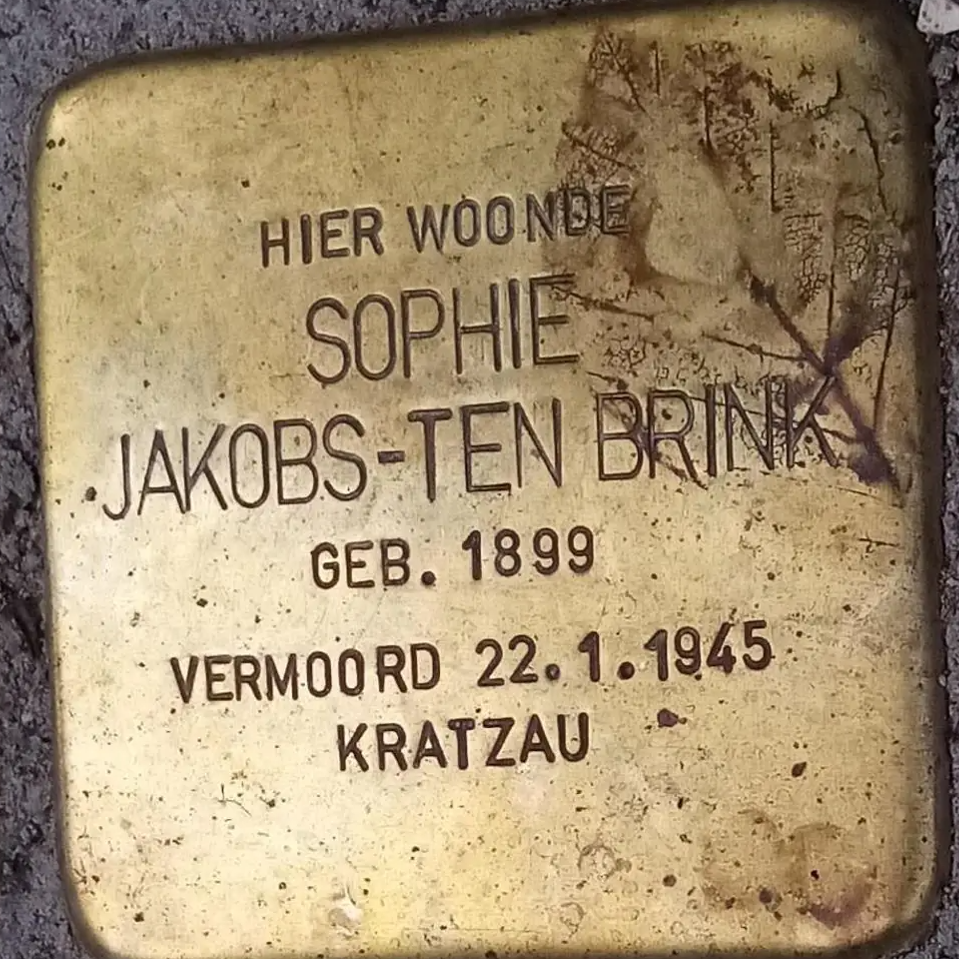 HIER WOONDE
SOPHIE
JAKOBS-TEN BRINK
GEB. 1899
VERMOORD 22.1.1945
KRATZAU